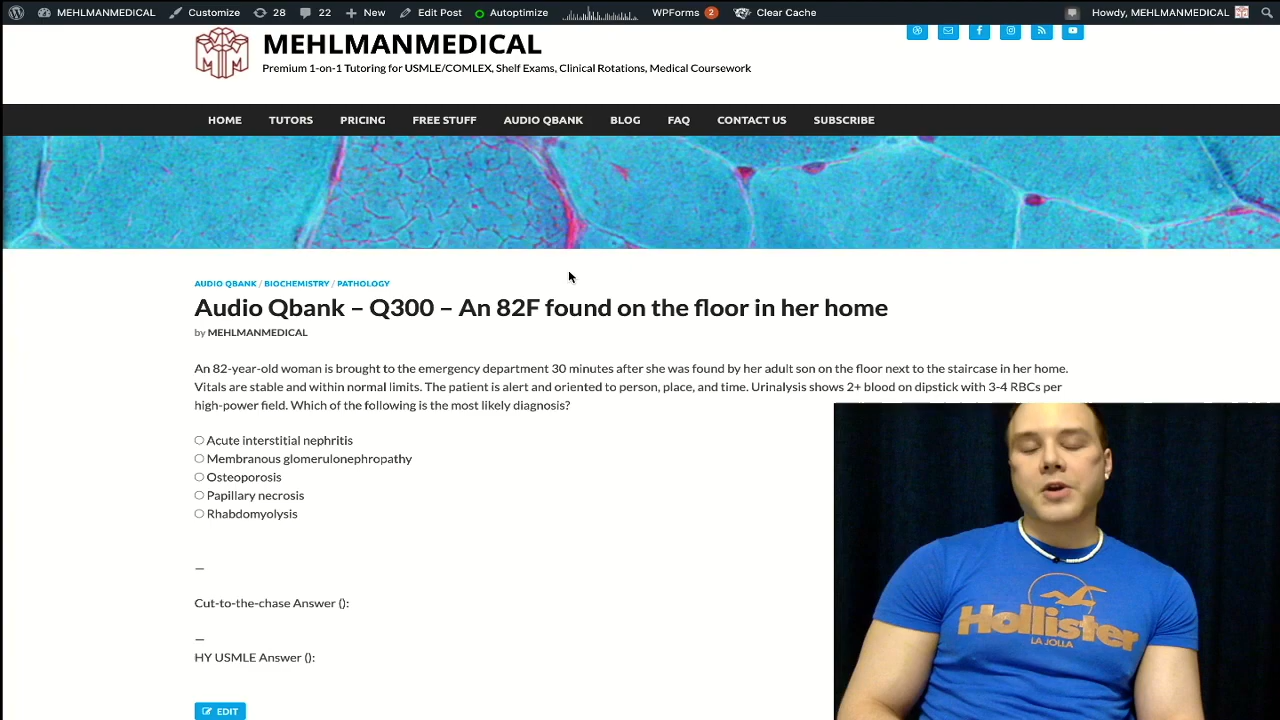 MEHLMANMEDICAL Customize 28 22 New Edit Post Autoptimize WPForms 2 Clear Cache Howdy, MEHLMANMEDICAL
MEHLMANMEDICAL
Premium 1-on-1 Tutoring for USMLE/COMLEX, Shelf Exams, Clinical Rotations, Medical Coursework
HOME TUTORS PRICING FREE STUFF AUDIO QBANK BLOG FAQ CONTACT US SUBSCRIBE
AUDIO QBANK / BIOCHEMISTRY / PATHOLOGY
Audio Qbank – Q300 – An 82F found on the floor in her home
by MEHLMANMEDICAL
An 82-year-old woman is brought to the emergency department 30 minutes after she was found by her adult son on the floor next to the staircase in her home.
Vitals are stable and within normal limits. The patient is alert and oriented to person, place, and time. Urinalysis shows 2+ blood on dipstick with 3-4 RBCs per
high-power field. Which of the following is the most likely diagnosis?
Acute interstitial nephritis
Membranous glomerulonephropathy
Osteoporosis
Papillary necrosis
Rhabdomyolysis
—
Cut-to-the-chase Answer ():
—
HY USMLE Answer ():
EDIT
Hollister
LA JOLLA